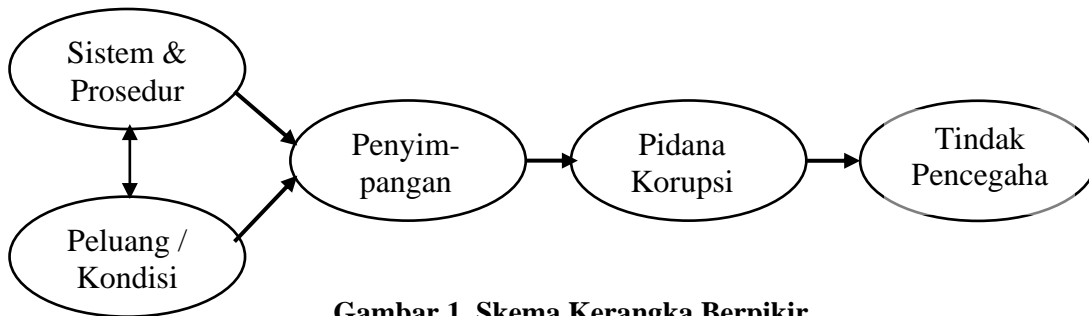 Sistem &
Prosedur
Penyim-
pangan
Pidana
Korupsi
Tindak
Pencegaha
Peluang /
Kondisi
Gambar 1. Skema Kerangka Berpikir